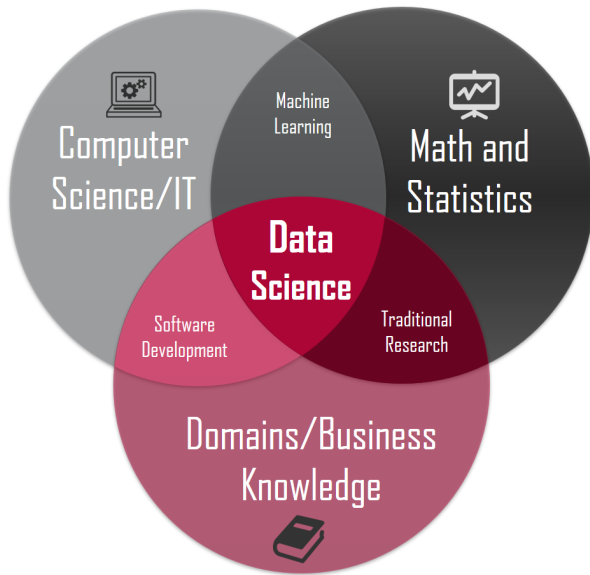 Machine
Learning
Computer
Science/IT
Math and
Statistics
Data
Science
Software
Development
Traditional
Research
Domains/Business
Knowledge